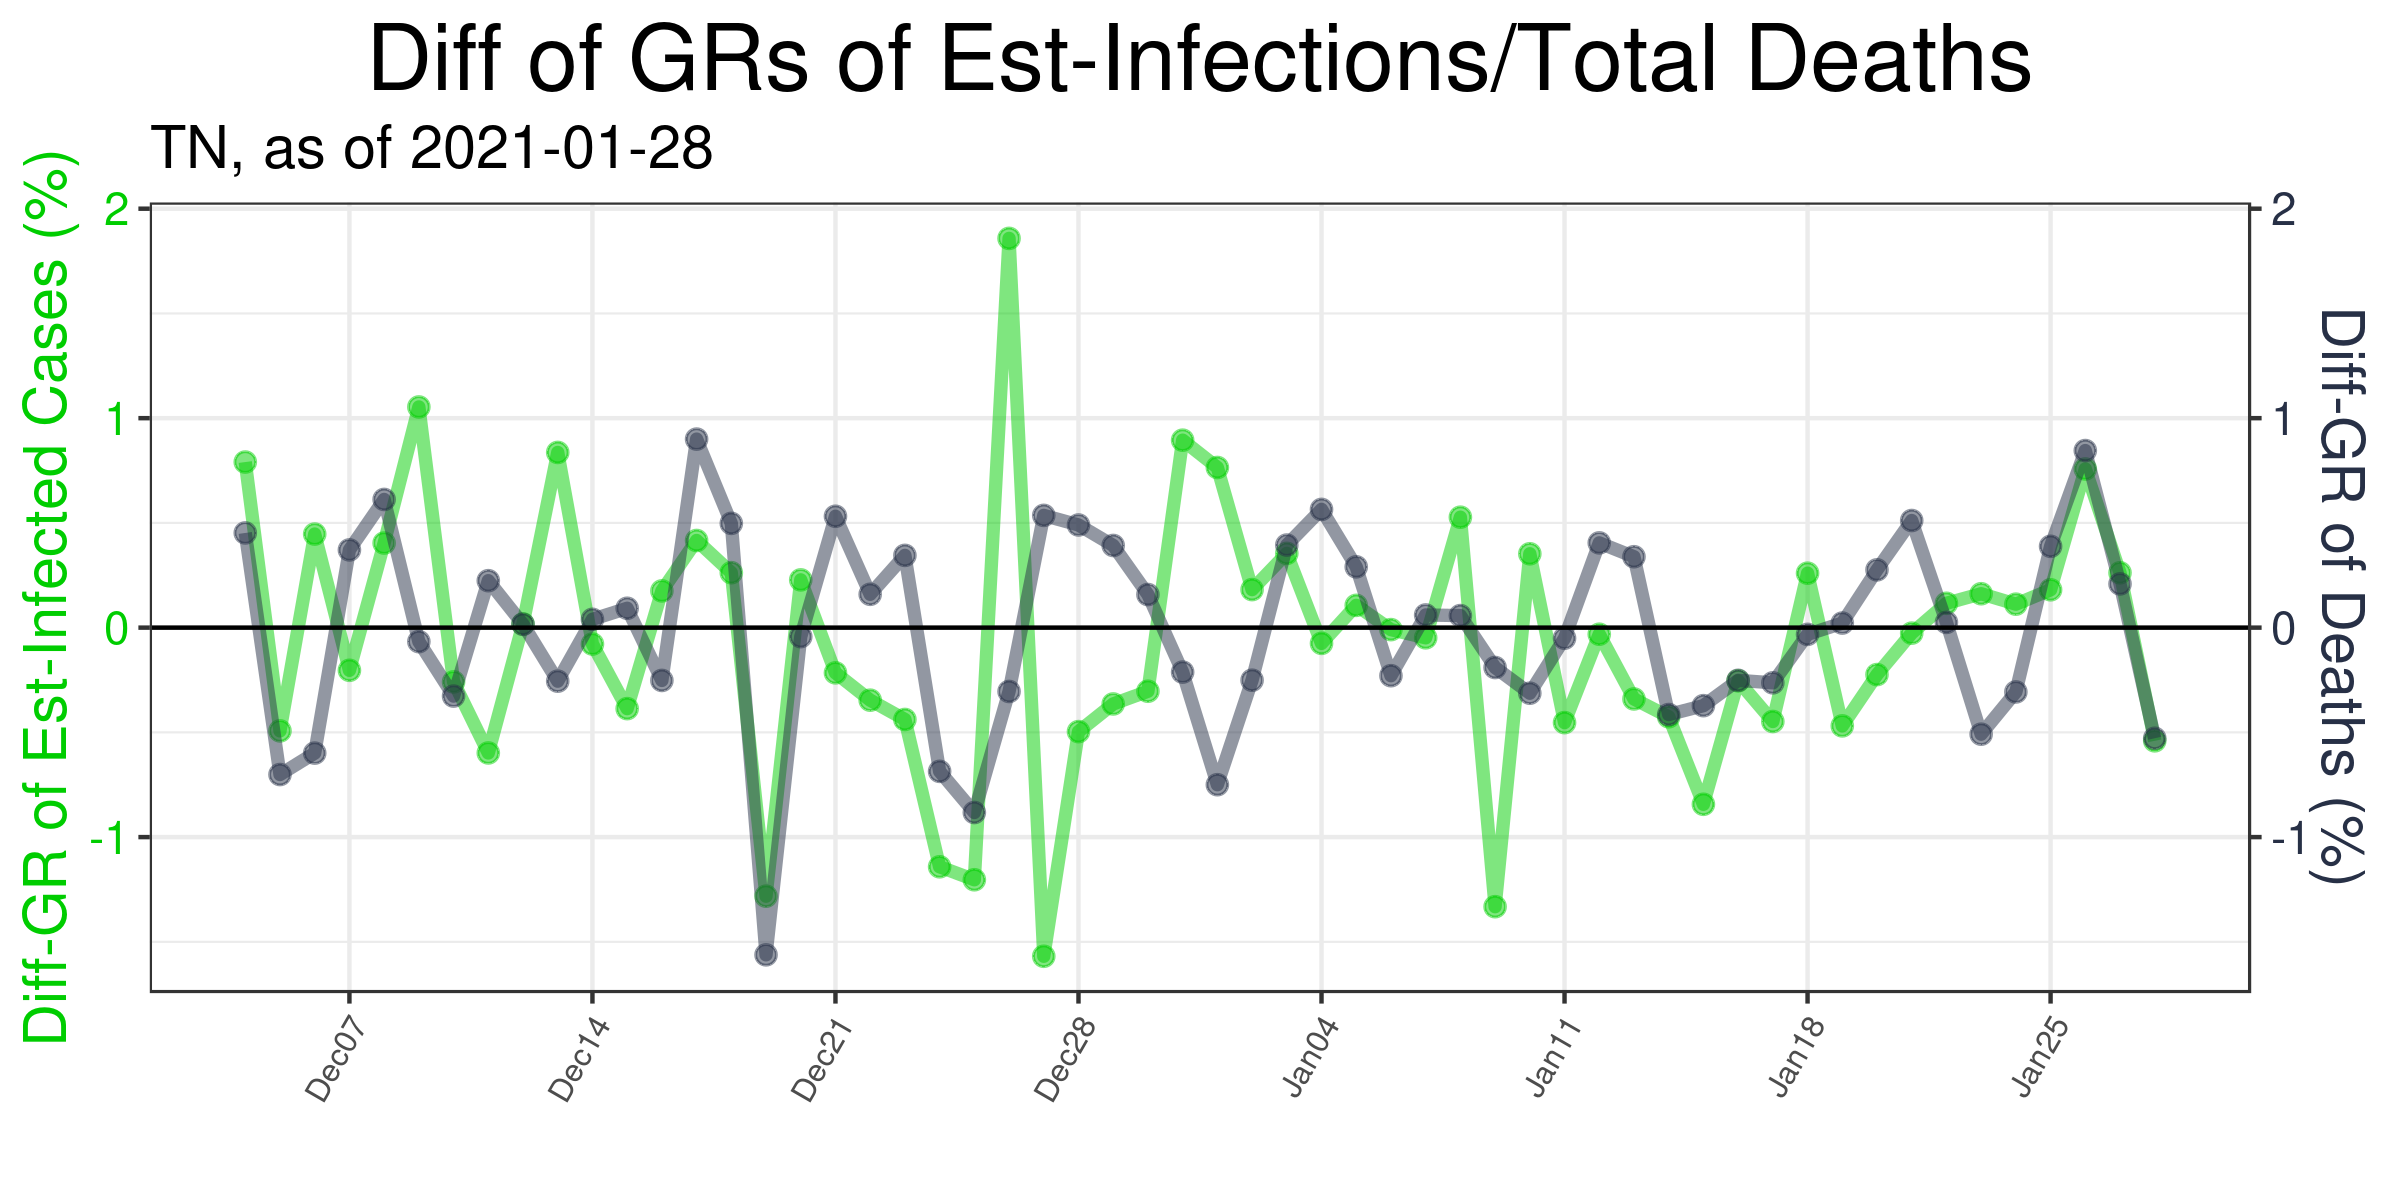 Diff of GRs of Est-Infections/Total Deaths
TN, as of 2021-01-28
Diff-GR of Est-Infected Cases (%)
2
1
0
-1
2
1
0
-1
Diff-GR of Deaths (%)
Dec07
Dec14
Dec21
Dec28
Jan04
Jan11
Jan18
Jan25